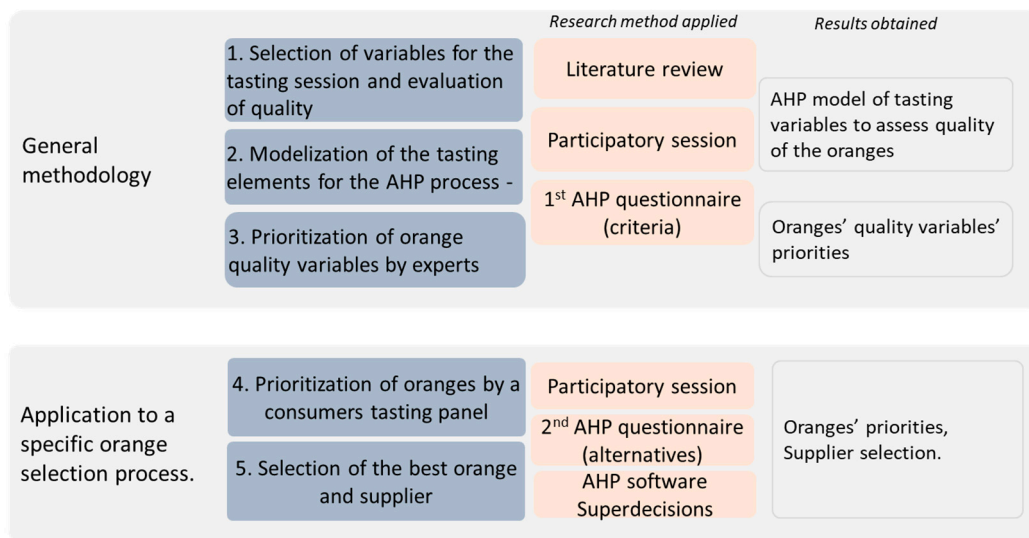 Research method applied
Results obtained
General
methodology
1. Selection of variables for the
tasting session and evaluation
of quality
2. Modelization of the tasting
elements for the AHP process -
3. Prioritization of orange
quality variables by experts
Literature review
Participatory session
1st AHP questionnaire
(criteria)
AHP model of tasting
variables to assess quality
of the oranges
Oranges’ quality variables’
priorities
Application to a
specific orange
selection process.
4. Prioritization of oranges by a
consumers tasting panel
5. Selection of the best orange
and supplier
Participatory session
2nd AHP questionnaire
(alternatives)
AHP software
Superdecisions
Oranges’ priorities,
Supplier selection.